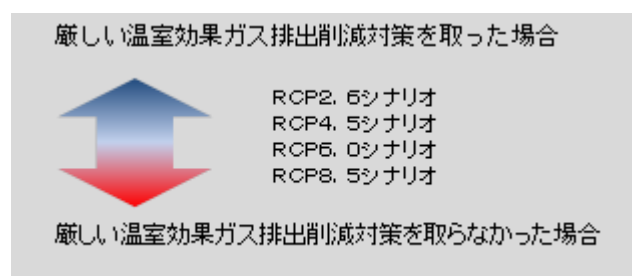 厳しい温室効果ガス排出削減対策を取った場合
RCP2.6シナリオ
RCP4.5シナリオ
RCP6.0シナリオ
RCP8.5シナリオ
厳しい温室効果ガス排出削減対策を取らなかった場合